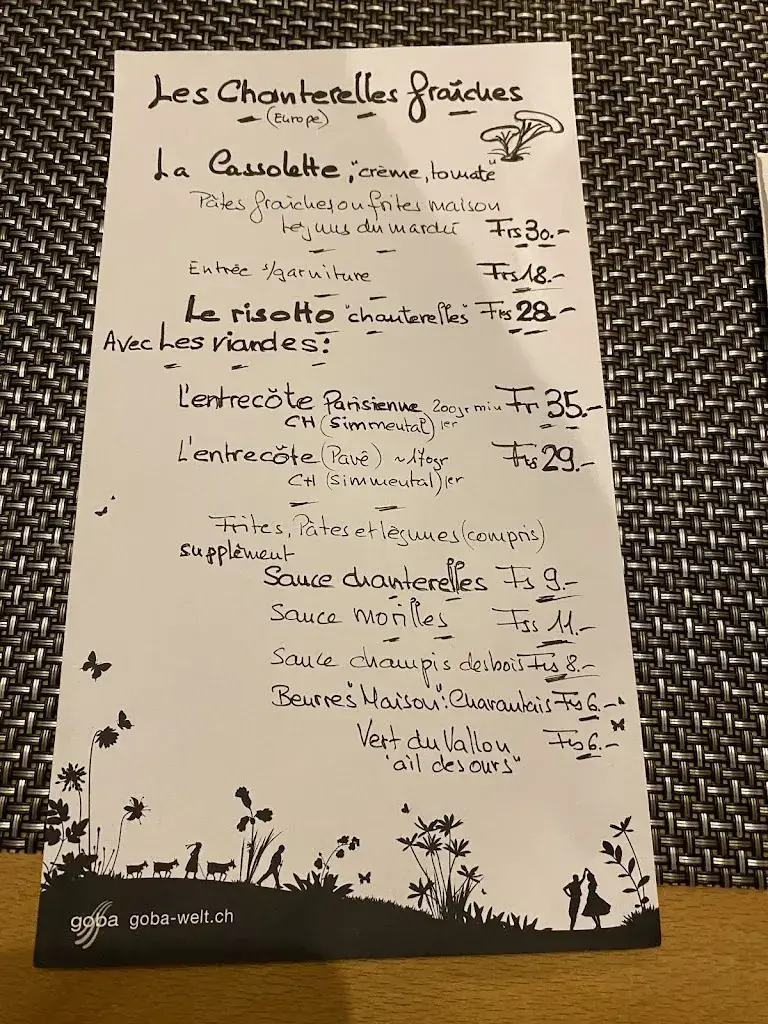 Les Chanterelles fraîches
(Europe)
La Cassolette, "crème, tomate"
Pâtes fraiches ou frites maison
légums du marché Frs 30.-
Entrée s/garniture Frs 18.-
Le risotto "chanterelles" Frs 28.-
Avec Les viandes:
L'entrecôte Parisienne 200gr min Fr 35.-
CH (Simmental) 1er
L'entrecôte (Pavé) ~170gr Frs 29.-
CH (Simmental) 1er
Frites, Pâtes et légumes (compris)
supplément
Sauce chanterelles Fs 9.-
Sauce morilles Frs 11.-
Sauce champis des bois Frs 8.-
Beurres "Maison": Charantais Frs 6.-
Vert du Vallon Frs 6.-
"ail des ours"
goba goba-welt.ch